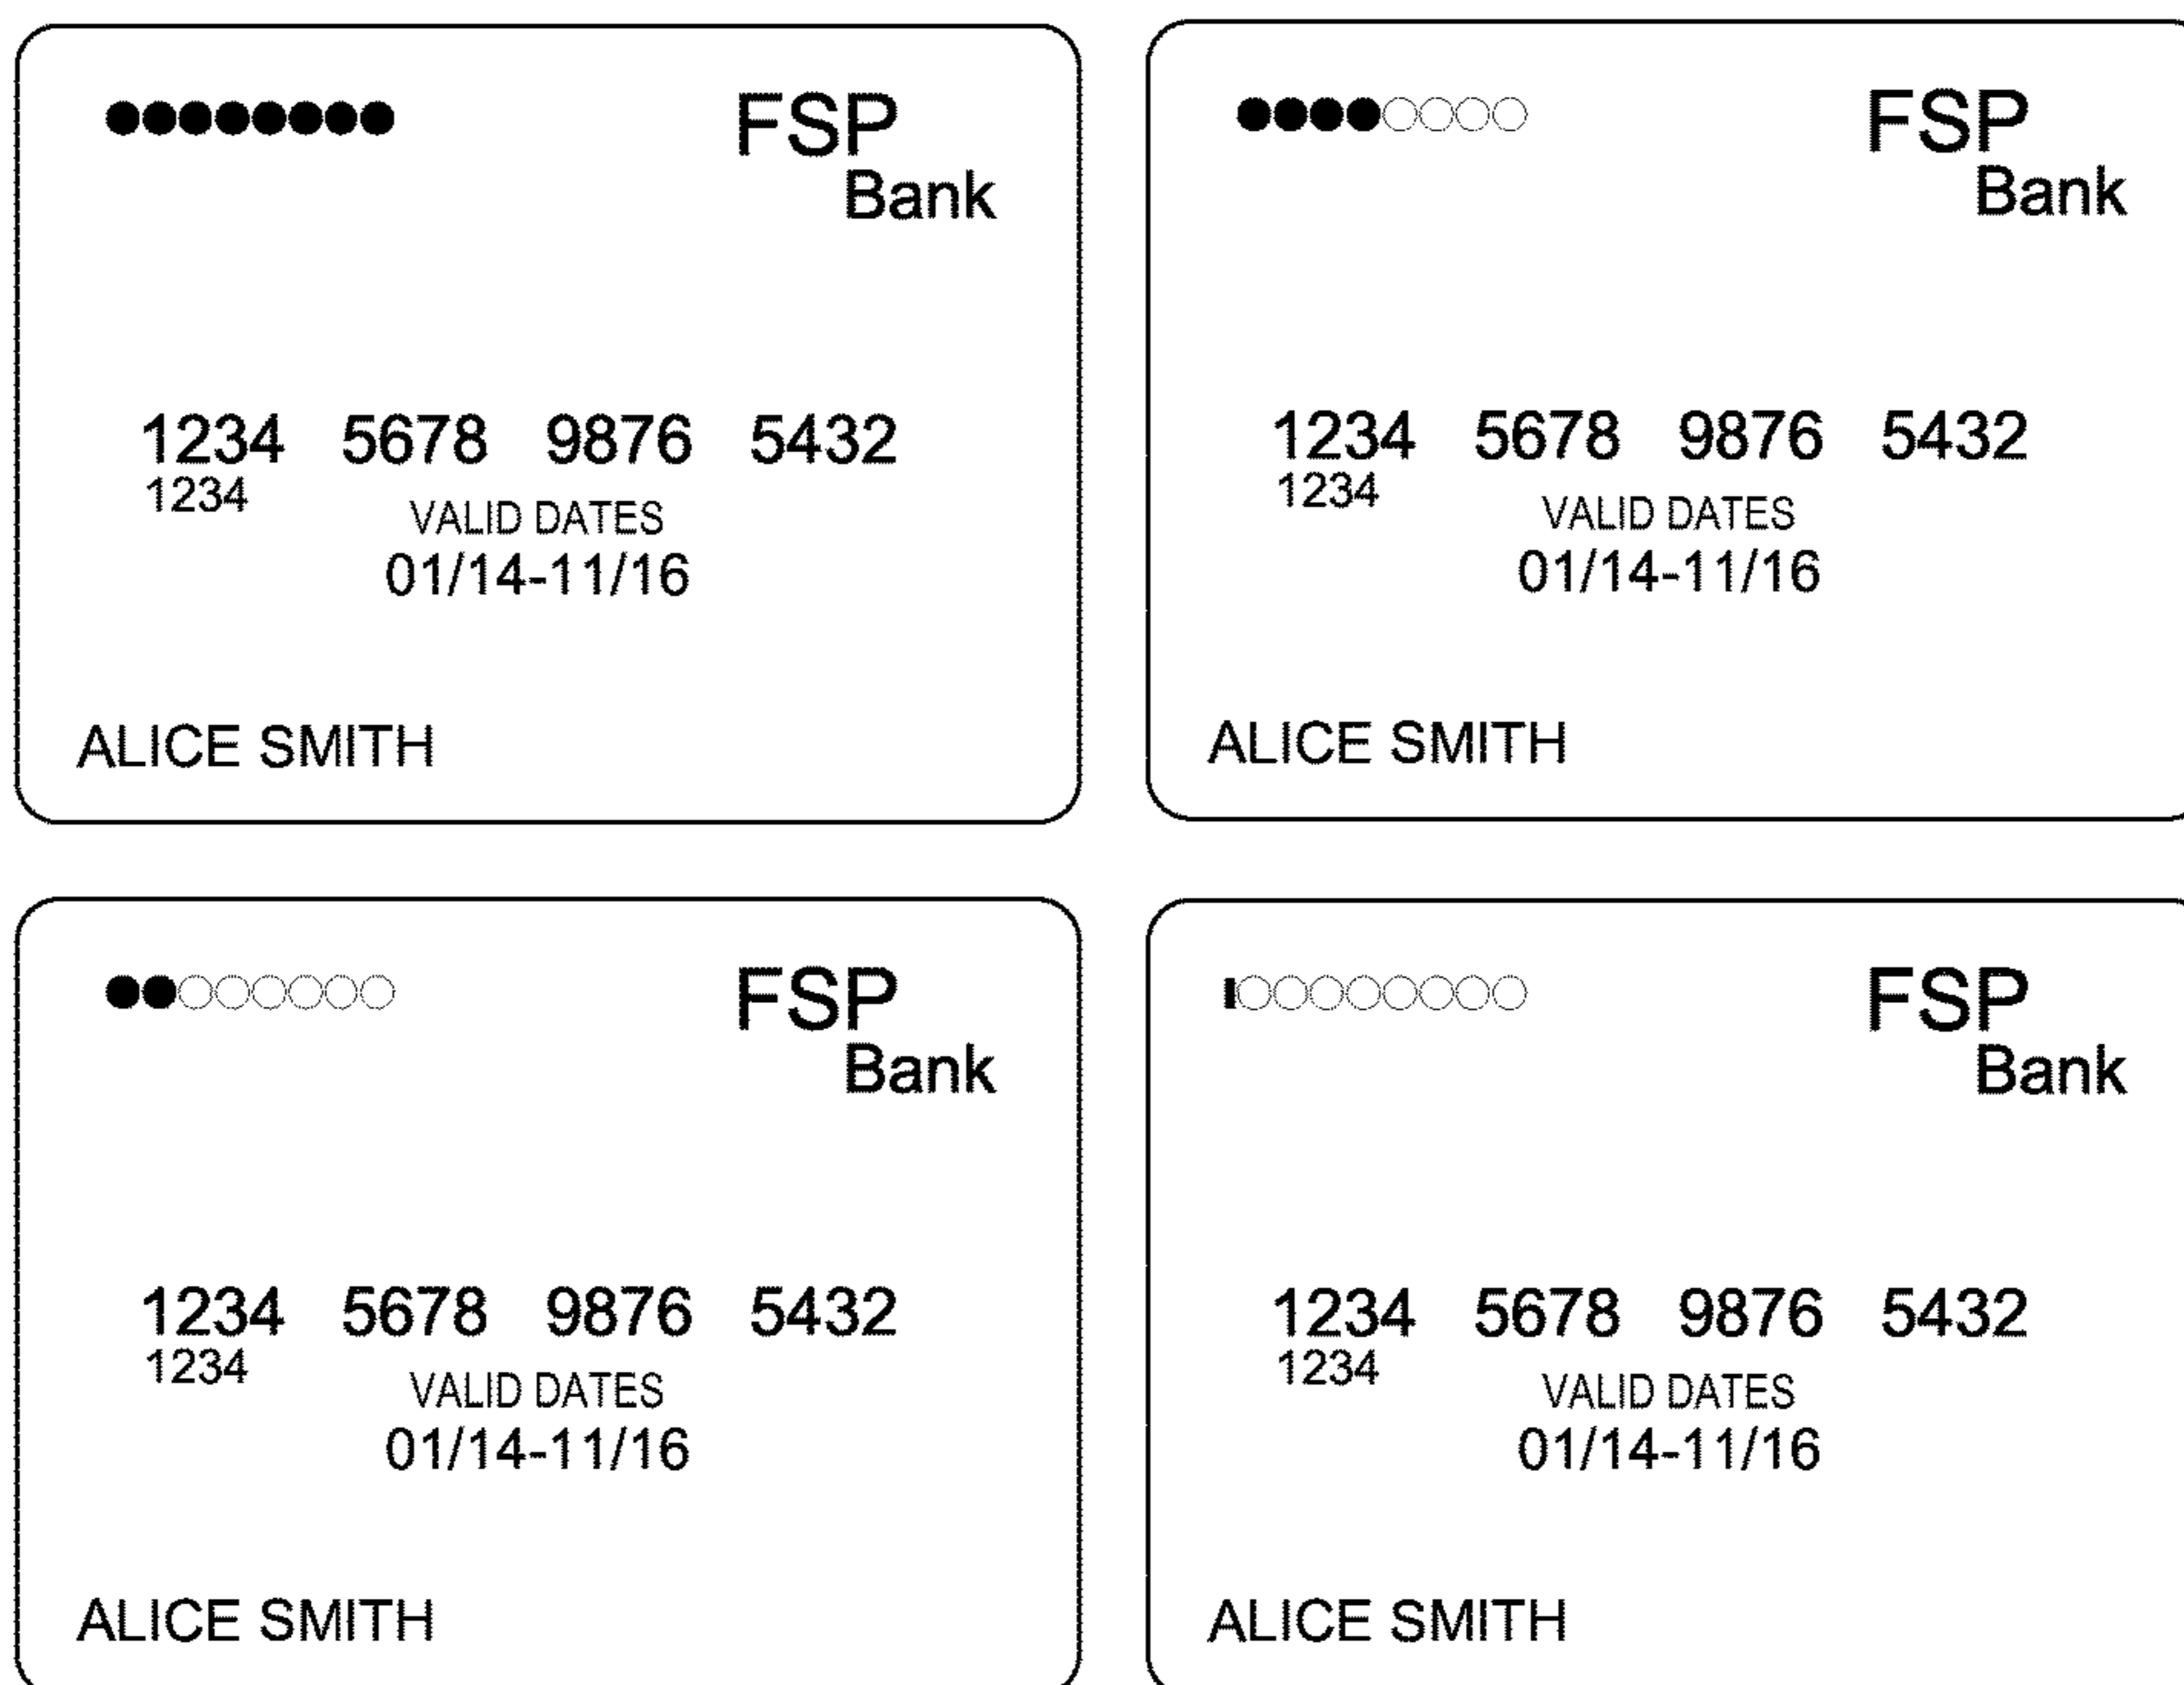 FSP
Bank
1234 5678 9876 5432
1234
VALID DATES
01/14-11/16
ALICE SMITH
FSP
Bank
1234 5678 9876 5432
1234
VALID DATES
01/14-11/16
ALICE SMITH
FSP
Bank
1234 5678 9876 5432
1234
VALID DATES
01/14-11/16
ALICE SMITH
FSP
Bank
1234 5678 9876 5432
1234
VALID DATES
01/14-11/16
ALICE SMITH